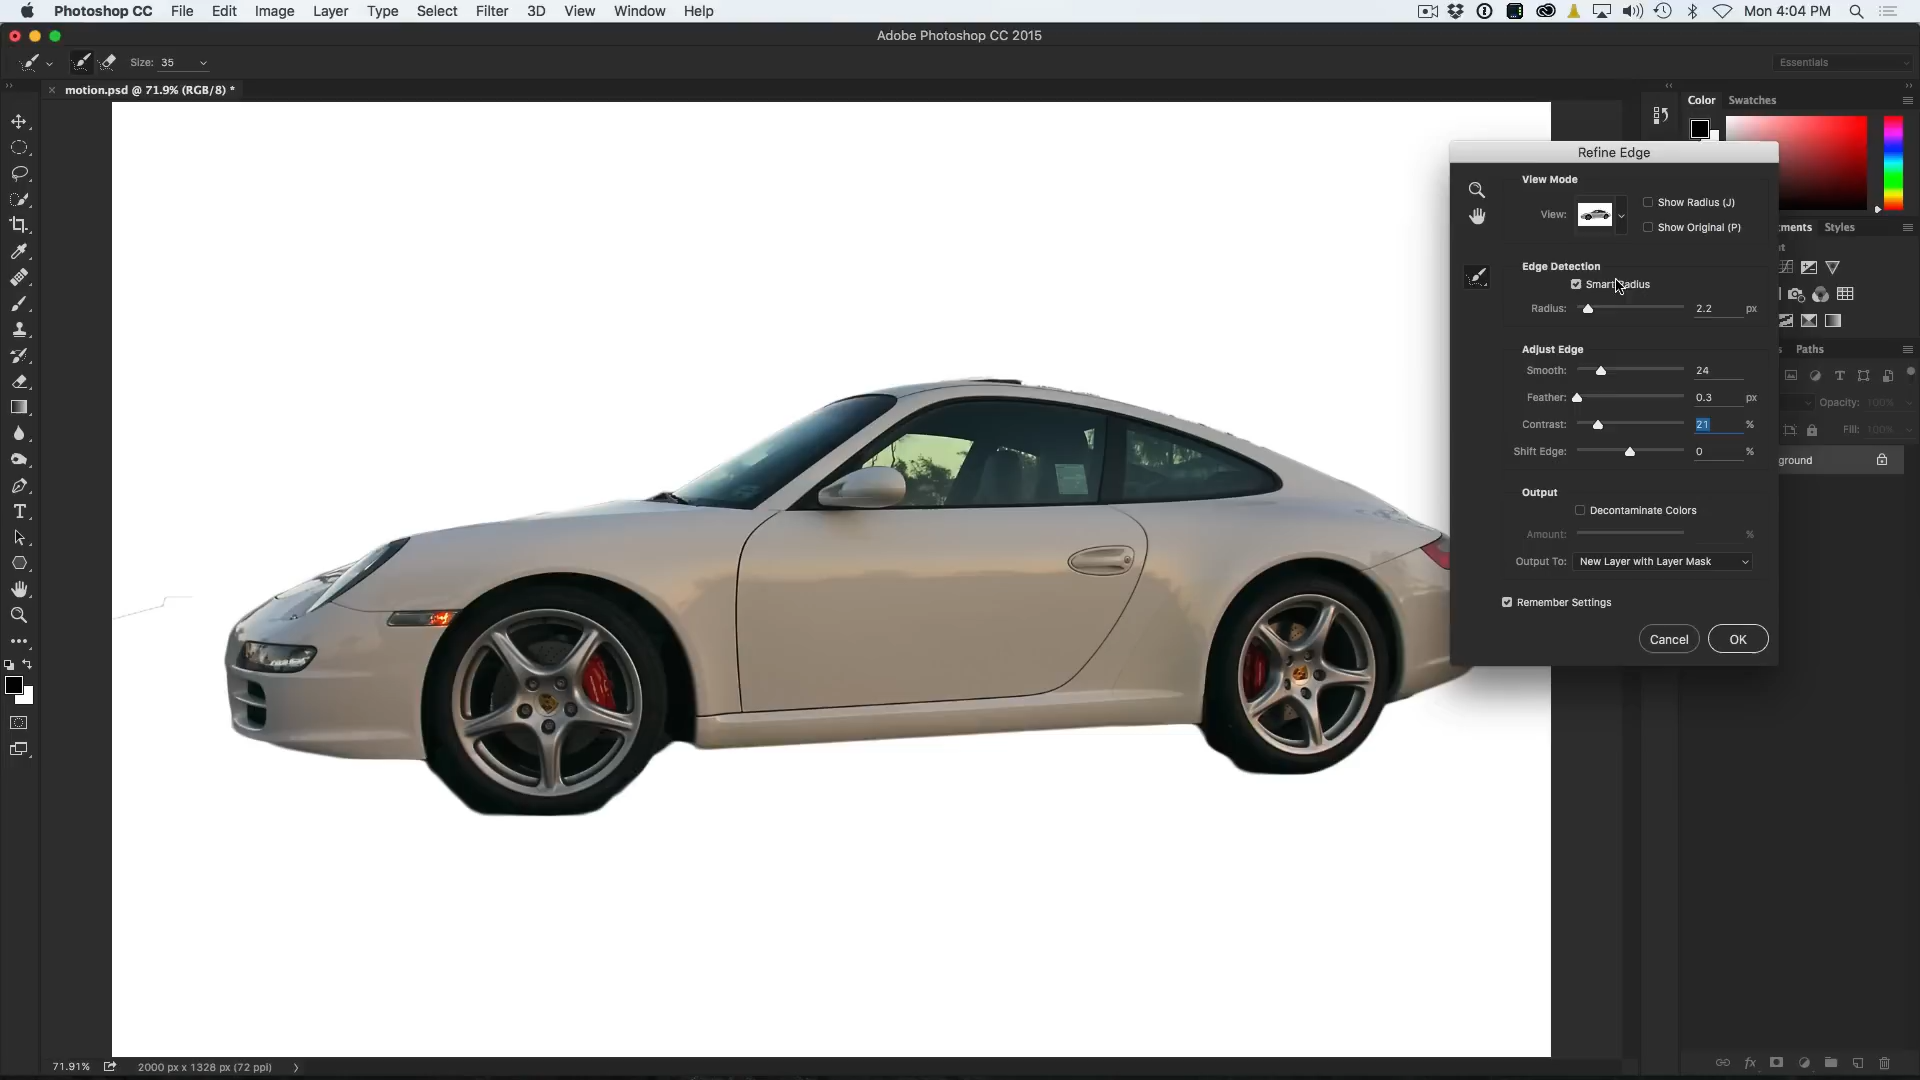 Photoshop CC File Edit Image Layer Type Select Filter 3D View Window Help Mon 4:04 PM
Adobe Photoshop CC 2015
Size: 35 Essentials
motion.psd @ 71.9% (RGB/8) *
Color Swatches
Refine Edge
View Mode
View: Show Radius (J)
Show Original (P)
Styles
Edge Detection
Smart Radius
Radius: 2.2 px
Adjust Edge
Paths
Smooth: 24
Feather: 0.3 px
Opacity: 100%
Contrast: 21 %
Fill: 100%
Shift Edge: 0 %
ground
Output
Decontaminate Colors
Amount: %
Output To: New Layer with Layer Mask
Remember Settings
Cancel OK
71.91% 2000 px x 1328 px (72 ppi)